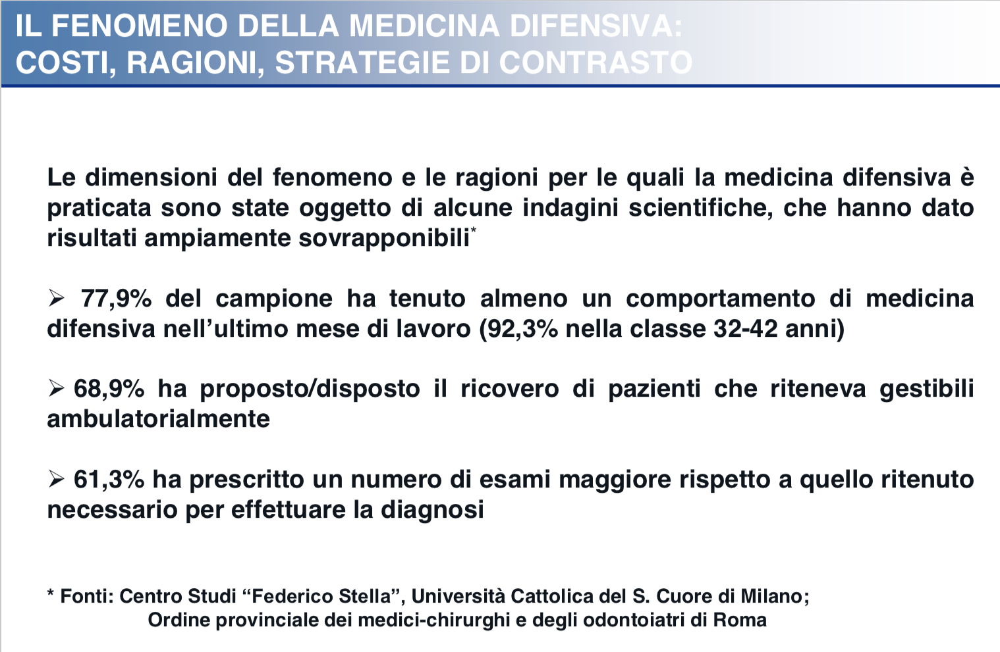 IL FENOMENO DELLA MEDICINA DIFENSIVA:
COSTI, RAGIONI, STRATEGIE DI CONTRASTO
Le dimensioni del fenomeno e le ragioni per le quali la medicina difensiva è
praticata sono state oggetto di alcune indagini scientifiche, che hanno dato
risultati ampiamente sovrapponibili*
➢ 77,9% del campione ha tenuto almeno un comportamento di medicina
difensiva nell’ultimo mese di lavoro (92,3% nella classe 32-42 anni)
➢ 68,9% ha proposto/disposto il ricovero di pazienti che riteneva gestibili
ambulatorialmente
➢ 61,3% ha prescritto un numero di esami maggiore rispetto a quello ritenuto
necessario per effettuare la diagnosi
* Fonti: Centro Studi “Federico Stella”, Università Cattolica del S. Cuore di Milano;
Ordine provinciale dei medici-chirurghi e degli odontoiatri di Roma